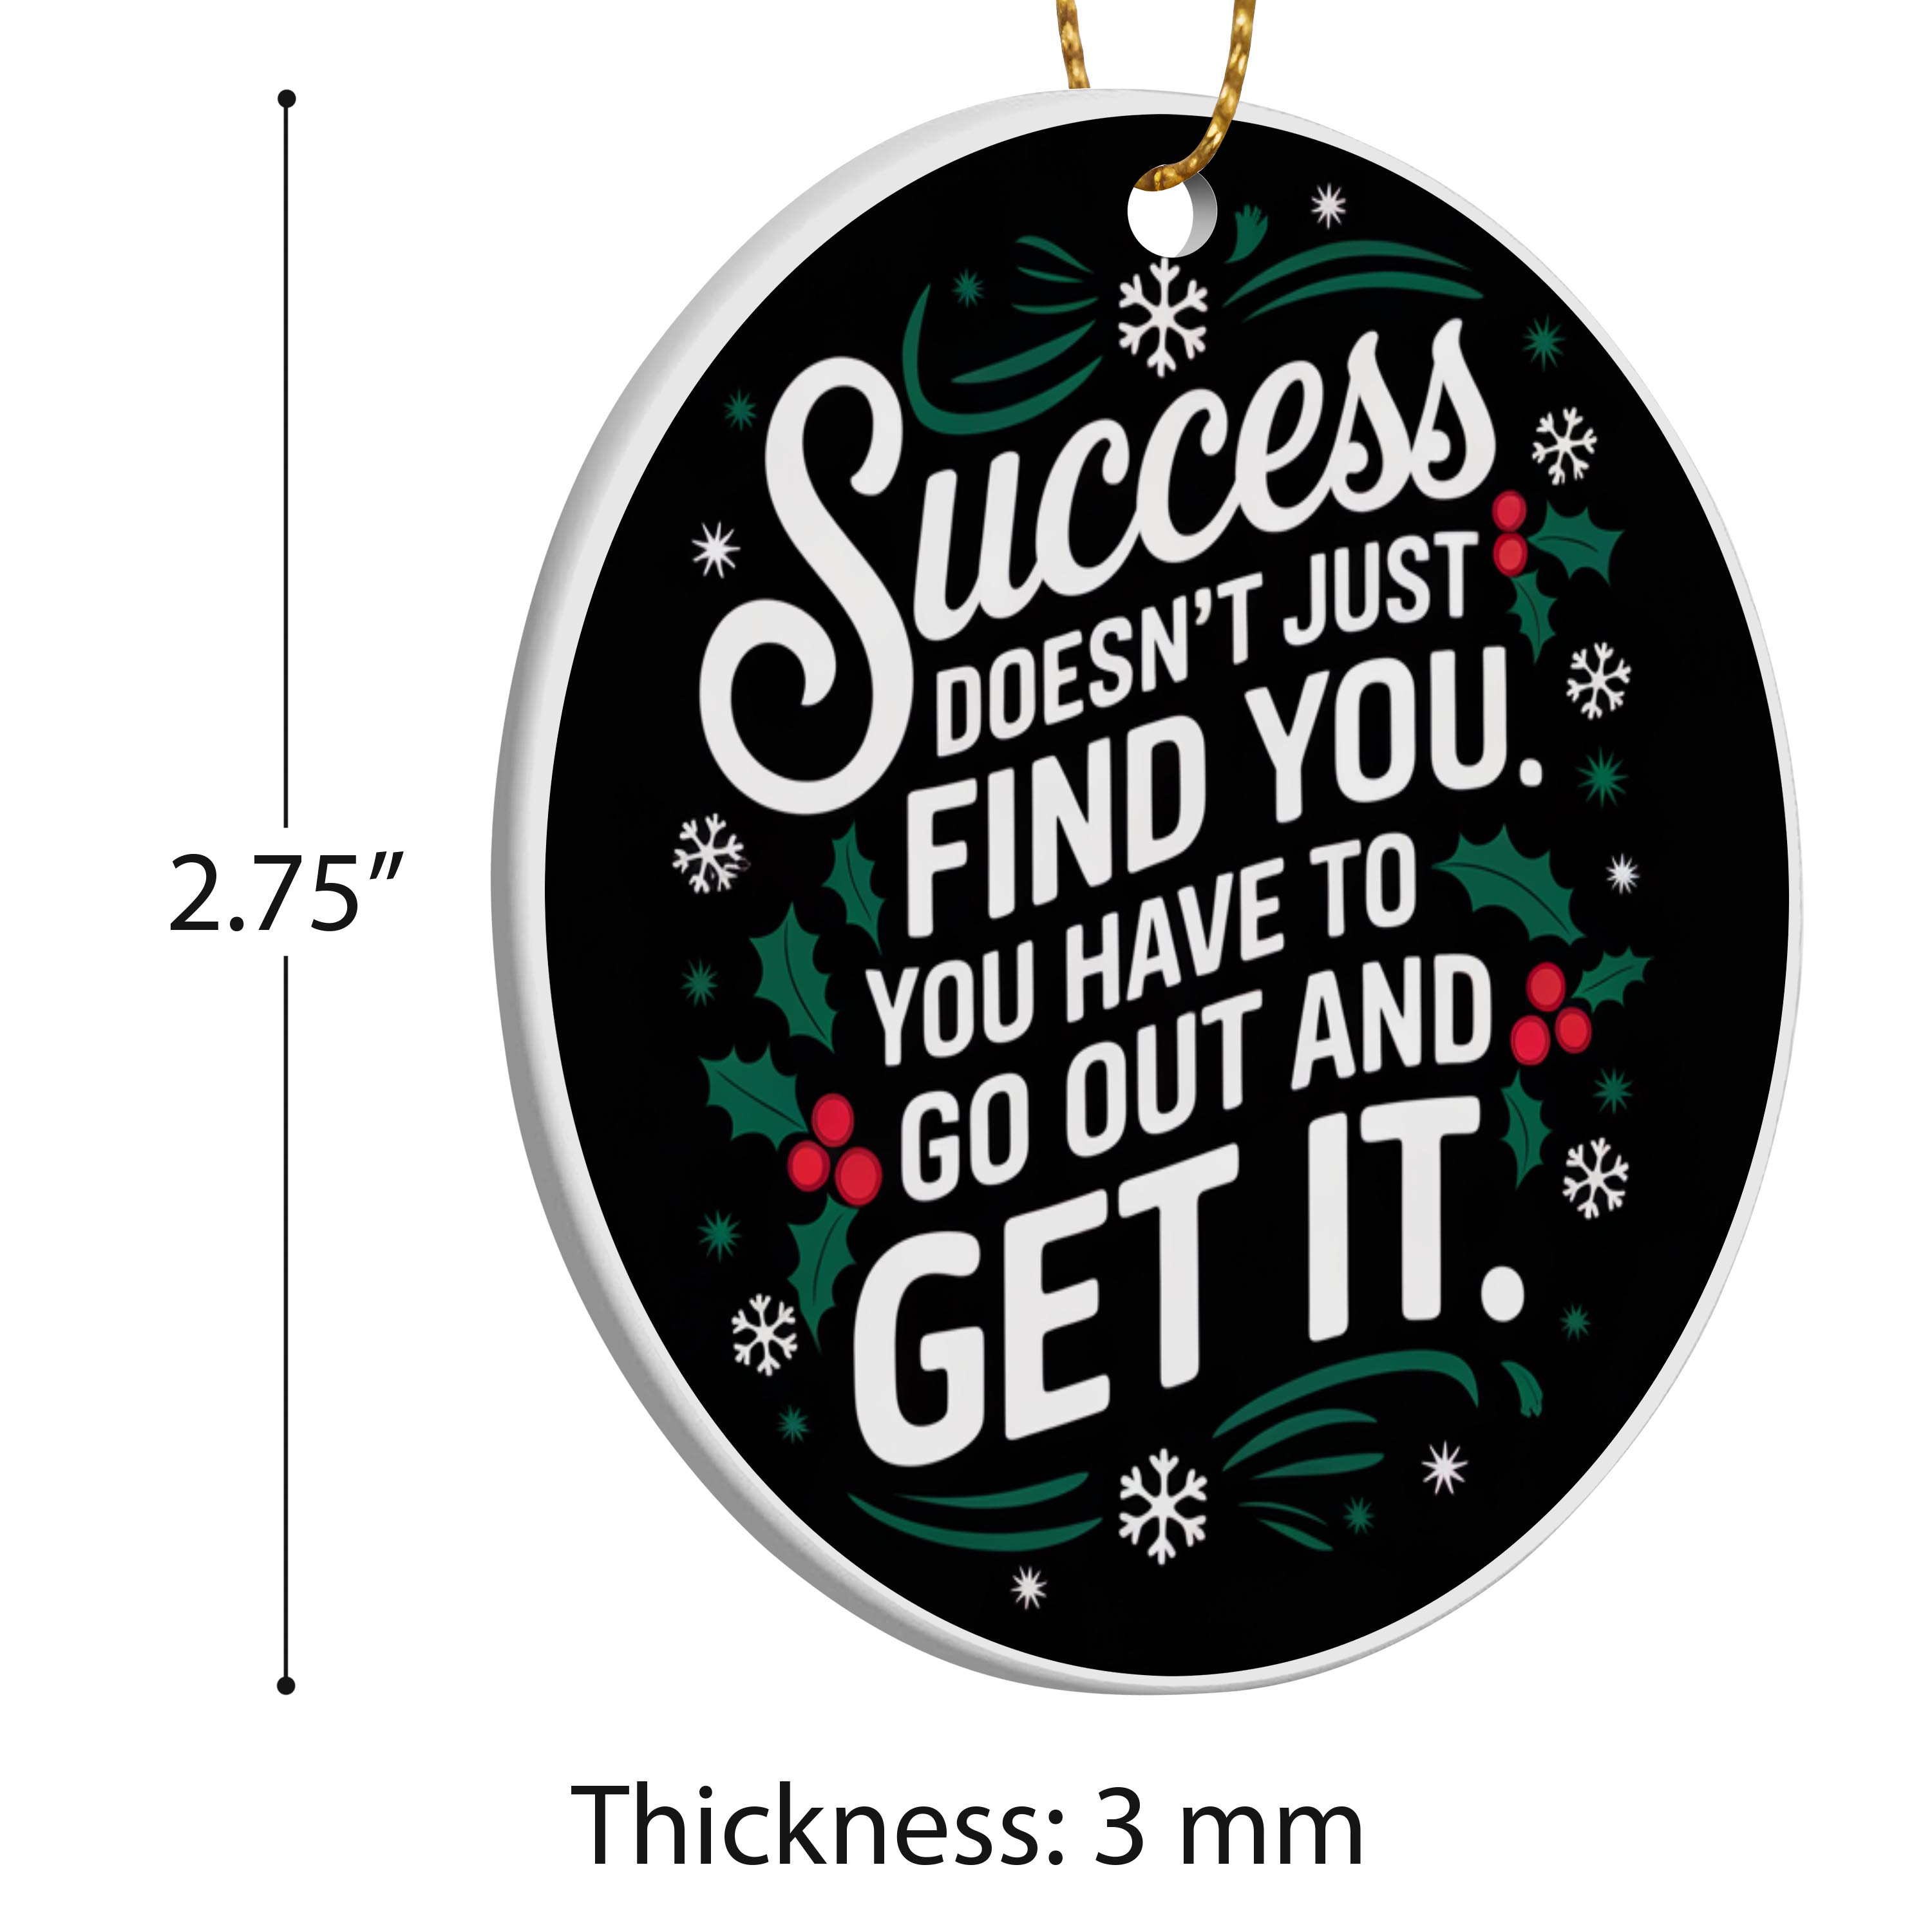 Success
DOESN'T JUST
FIND YOU.
YOU HAVE TO
GO OUT AND
GET IT.
2.75"
Thickness: 3 mm